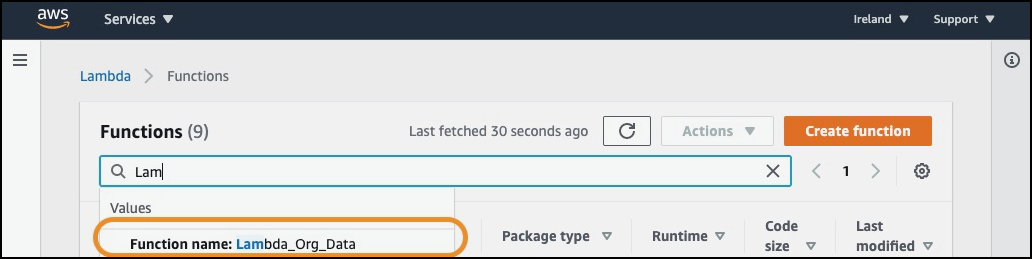 aws Services Ireland Support
Lambda > Functions
Functions (9) Last fetched 30 seconds ago Actions Create function
Lam 1
Values
Function name: Lambda_Org_Data Package type Runtime Code size Last modified